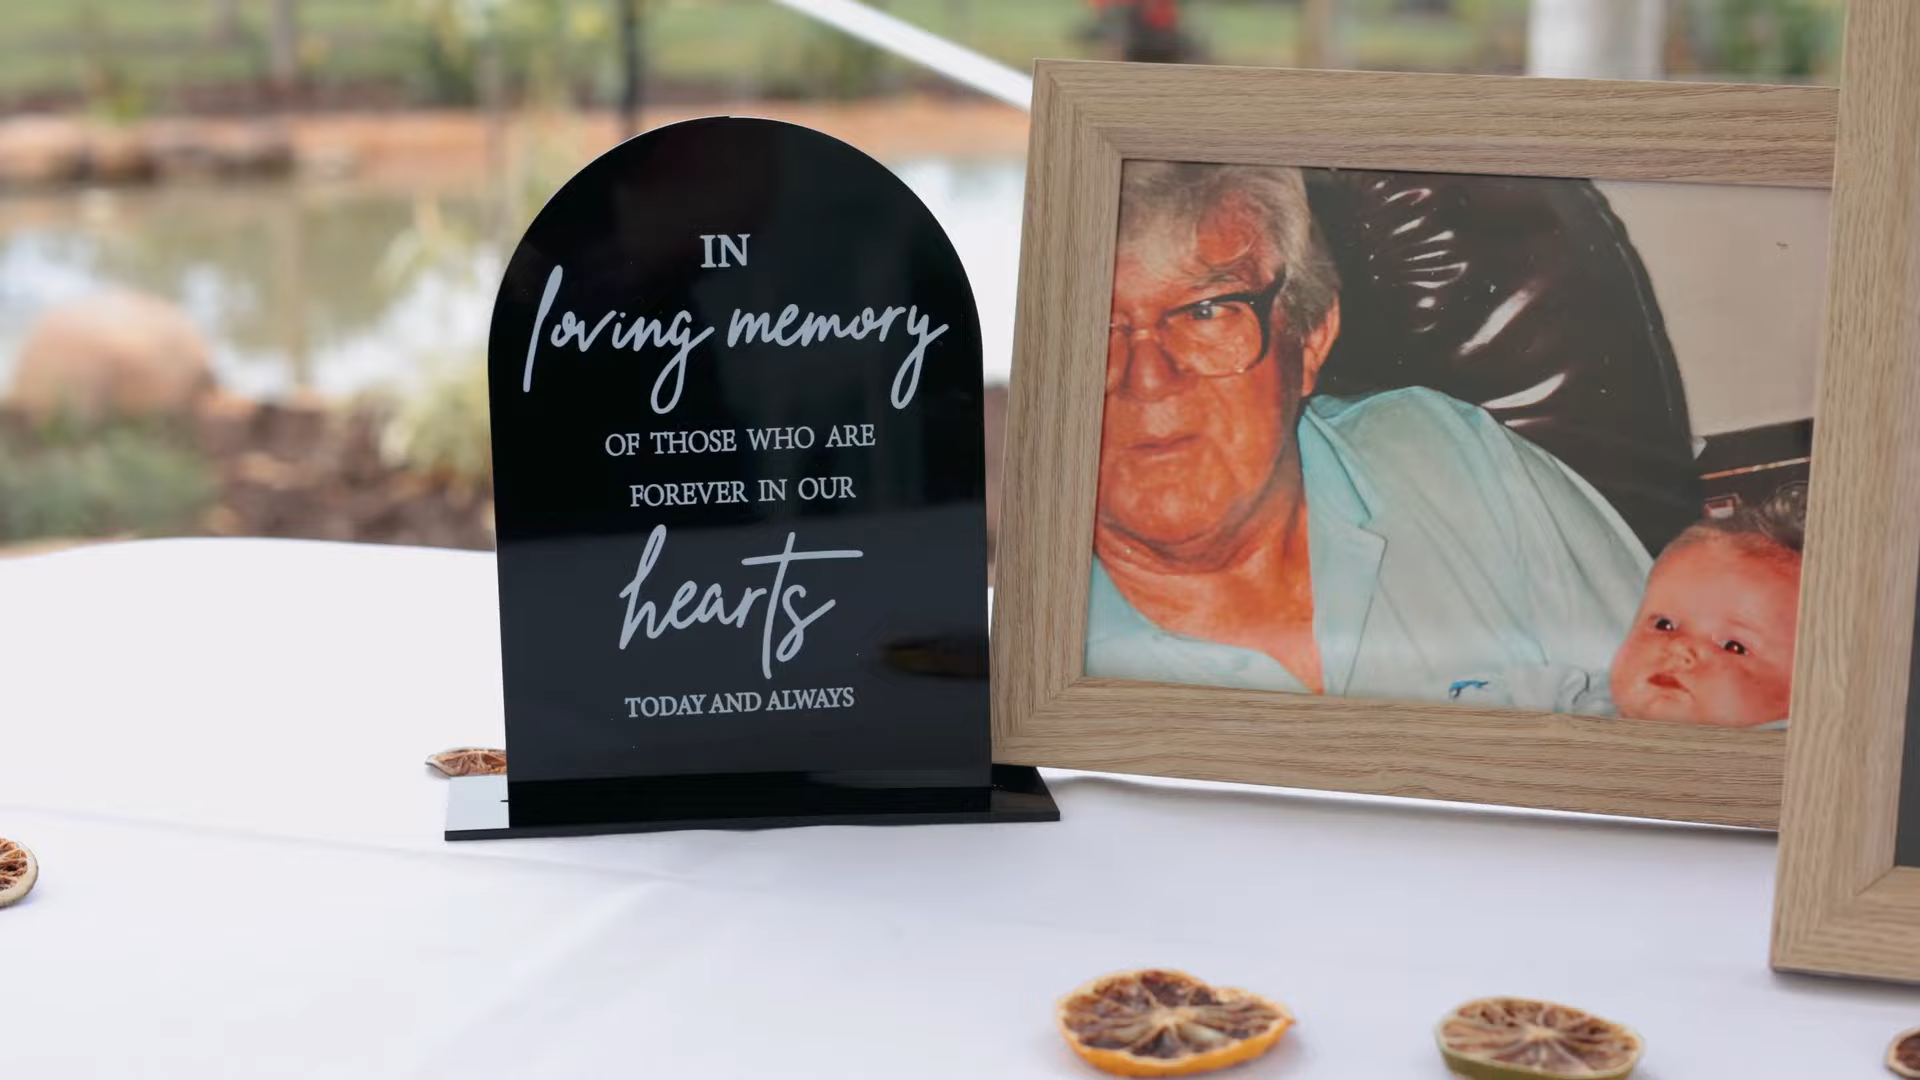 IN
loving memory
OF THOSE WHO ARE
FOREVER IN OUR
hearts
TODAY AND ALWAYS